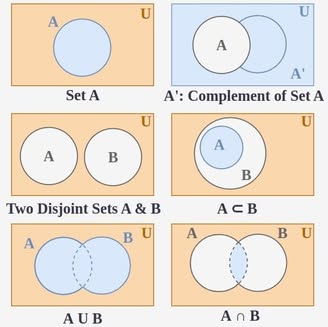 A U
Set A
U A A'
A': Complement of Set A
A B U
Two Disjoint Sets A & B
A B U
A ⊂ B
A B U
A U B
A B U
A ∩ B